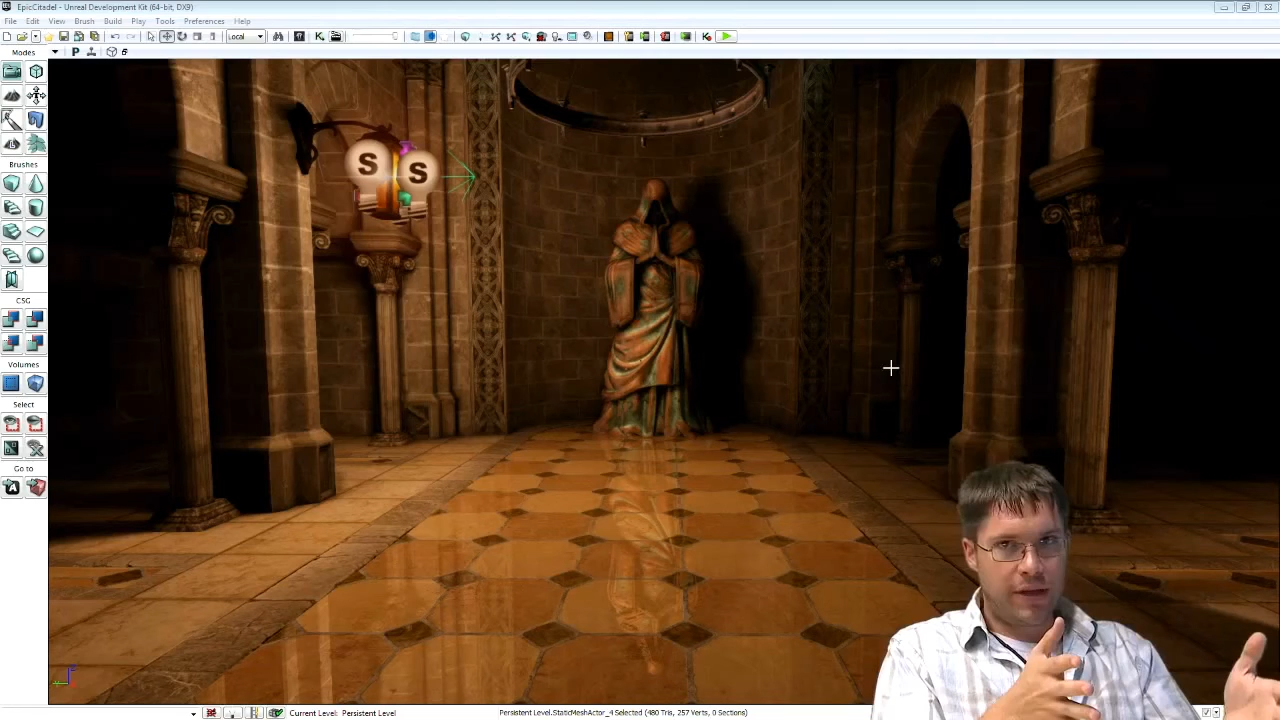 EpicCitadel - Unreal Development Kit (64-bit, DX9)
File Edit View Brush Build Play Tools Preferences Help
Local
Modes
P
Brushes
CSG
Volumes
Select
Go to
S S
Current Level: Persistent Level
Persistent Level.StaticMeshActor_4 Selected (480 Tris, 257 Verts, 0 Sections)